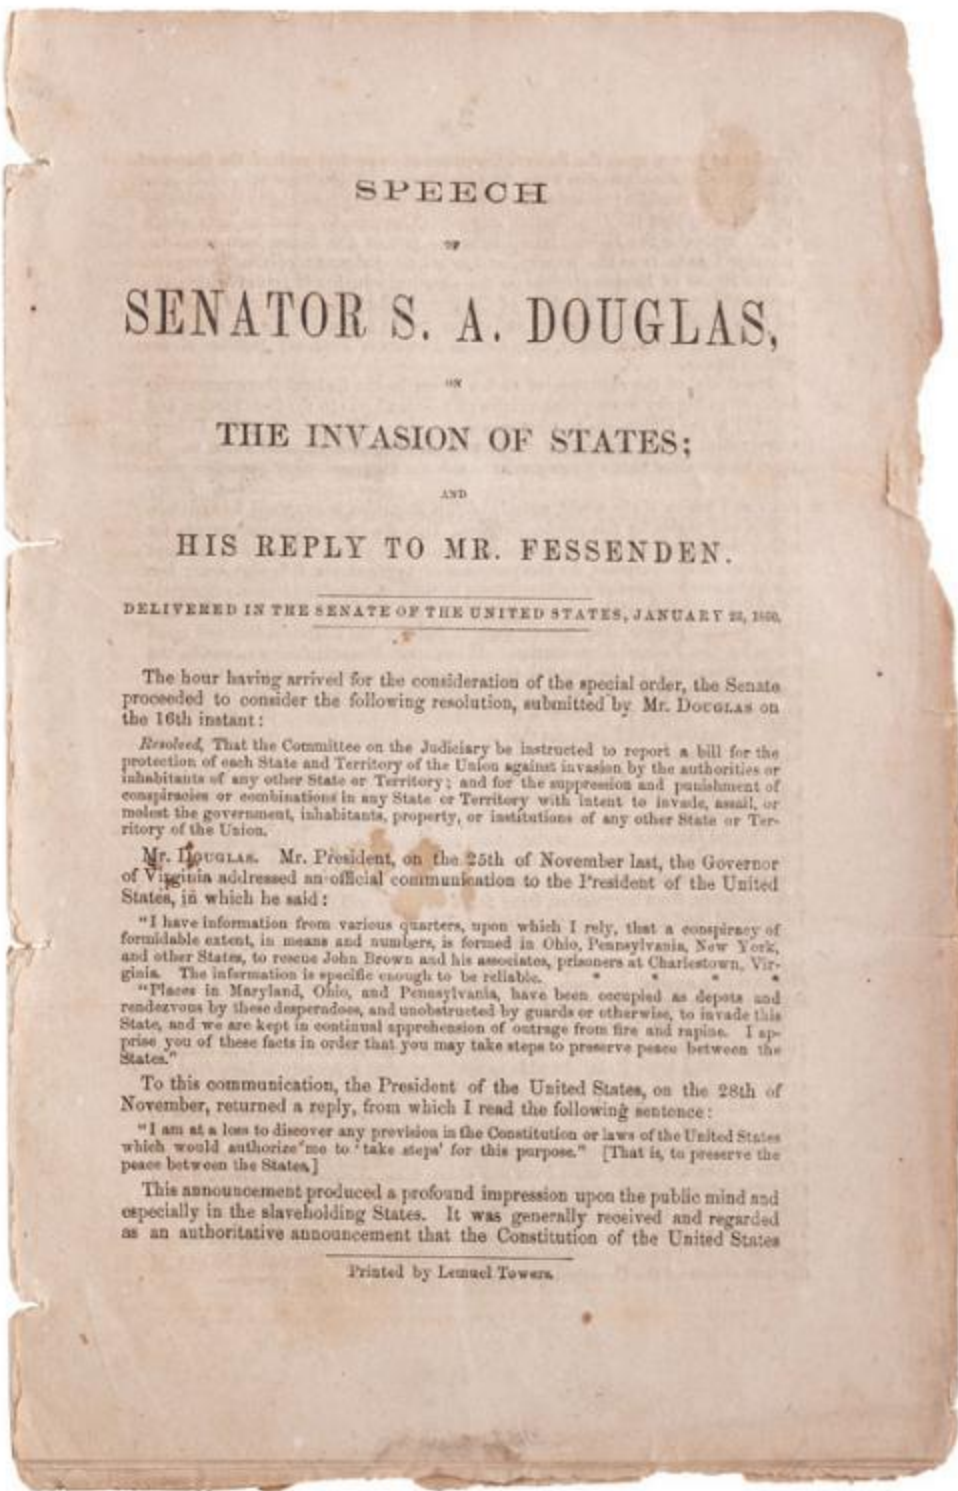 SPEECH
OF
SENATOR S. A. DOUGLAS,
ON
THE INVASION OF STATES;
AND
HIS REPLY TO MR. FESSENDEN.
DELIVERED IN THE SENATE OF THE UNITED STATES, JANUARY 23, 1860.
The hour having arrived for the consideration of the special order, the Senate
proceeded to consider the following resolution, submitted by Mr. DOUGLAS on
the 16th instant:
Resolved, That the Committee on the Judiciary be instructed to report a bill for the
protection of each State and Territory of the Union against invasion by the authorities or
inhabitants of any other State or Territory; and for the suppression and punishment of
conspiracies or combinations in any State or Territory with intent to invade, assail, or
molest the government, inhabitants, property, or institutions of any other State or Ter-
ritory of the Union.
Mr. DOUGLAS. Mr. President, on the 25th of November last, the Governor
of Virginia addressed an official communication to the President of the United
States, in which he said:
"I have information from various quarters, upon which I rely, that a conspiracy of
formidable extent, in means and numbers, is formed in Ohio, Pennsylvania, New York,
and other States, to rescue John Brown and his associates, prisoners at Charlestown, Vir-
ginia. The information is specific enough to be reliable. * * * *
"Places in Maryland, Ohio, and Pennsylvania, have been occupied as depots and
rendezvous by these desperadoes, and unobstructed by guards or otherwise, to invade this
State, and we are kept in continual apprehension of outrage from fire and rapine. I ap-
prise you of these facts in order that you may take steps to preserve peace between the
States."
To this communication, the President of the United States, on the 28th of
November, returned a reply, from which I read the following sentence:
"I am at a loss to discover any provision in the Constitution or laws of the United States
which would authorize me to 'take steps' for this purpose." [That is, to preserve the
peace between the States.]
This announcement produced a profound impression upon the public mind and
especially in the slaveholding States. It was generally received and regarded
as an authoritative announcement that the Constitution of the United States
Printed by Lemuel Towers.